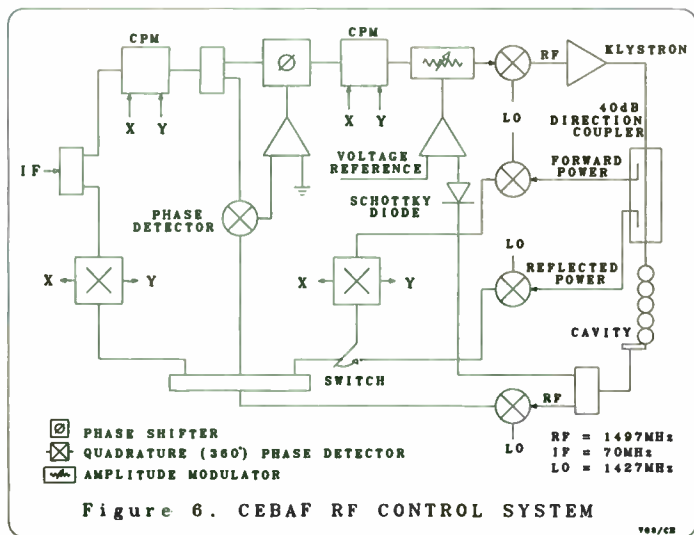 CPM
X Y
IF
PHASE DETECTOR
X Y
Ø
CPM
X Y
VOLTAGE REFERENCE
SCHOTTKY DIODE
X Y
SWITCH
RF
KLYSTRON
40dB DIRECTION COUPLER
LO
FORWARD POWER
LO
REFLECTED POWER
CAVITY
RF
LO
Ø PHASE SHIFTER
QUADRATURE (360°) PHASE DETECTOR
AMPLITUDE MODULATOR
RF = 1497MHz
IF = 70MHz
LO = 1427MHz
Figure 6. CEBAF RF CONTROL SYSTEM